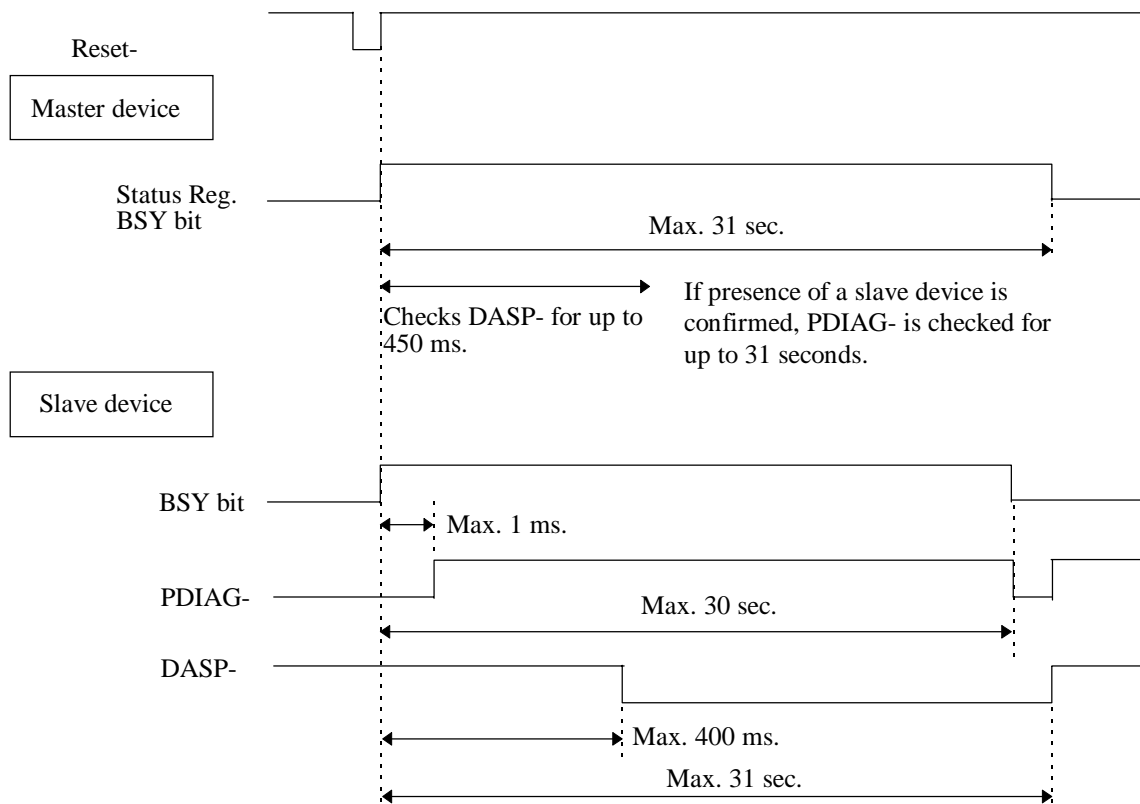 Reset-
Master device
Status Reg.
BSY bit
Max. 31 sec.
Checks DASP- for up to
450 ms.
If presence of a slave device is
confirmed, PDIAG- is checked for
up to 31 seconds.
Slave device
BSY bit
Max. 1 ms.
PDIAG-
Max. 30 sec.
DASP-
Max. 400 ms.
Max. 31 sec.